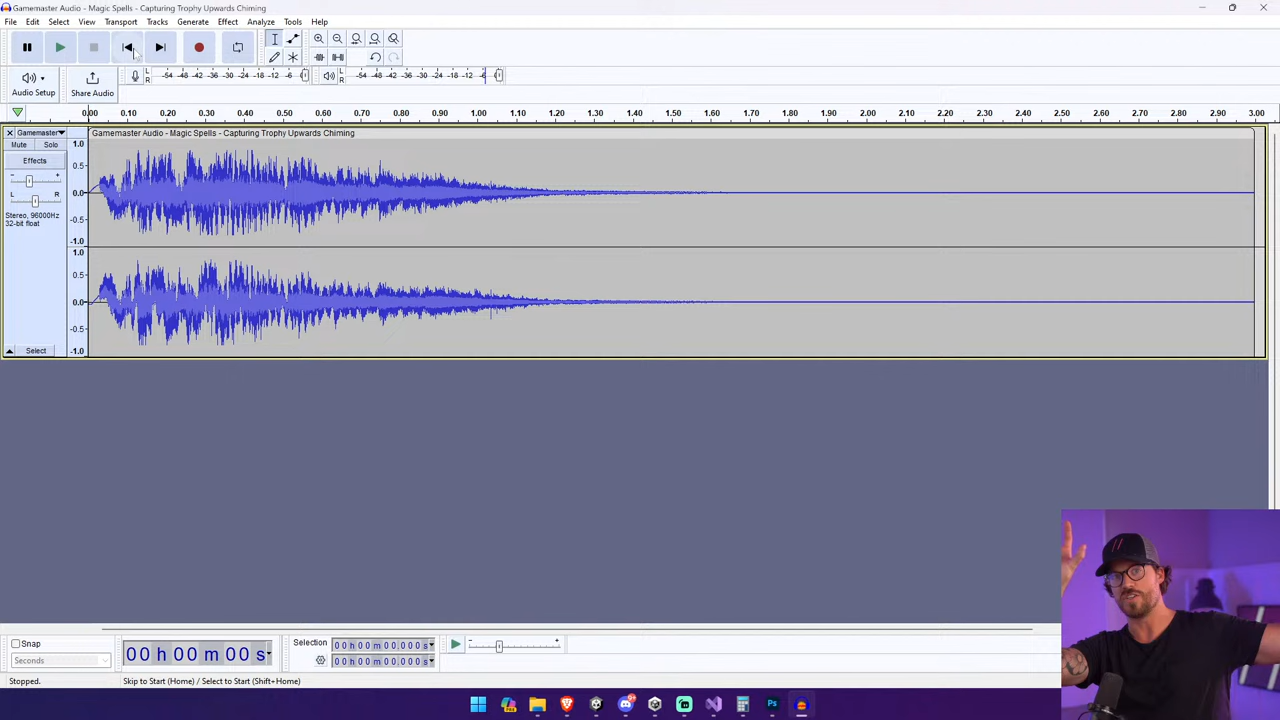 Gamemaster Audio - Magic Spells - Capturing Trophy Upwards Chiming
File Edit Select View Transport Tracks Generate Effect Analyze Tools Help
L
R
-54 -48 -42 -36 -30 -24 -18 -12 -6 0
L
R
-54 -48 -42 -36 -30 -24 -18 -12 -6 0
Audio Setup
Share Audio
0.00 0.10 0.20 0.30 0.40 0.50 0.60 0.70 0.80 0.90 1.00 1.10 1.20 1.30 1.40 1.50 1.60 1.70 1.80 1.90 2.00 2.10 2.20 2.30 2.40 2.50 2.60 2.70 2.80 2.90 3.00
Gamemaster
Gamemaster Audio - Magic Spells - Capturing Trophy Upwards Chiming
Mute Solo
Effects
- +
L R
Stereo, 96000Hz
32-bit float
Select
1.0
0.5
0.0
-0.5
-1.0
1.0
0.5
0.0
-0.5
-1.0
Snap
Seconds
00 h 00 m 00 s
Selection
00 h 00 m 00.000 s
00 h 00 m 00.000 s
- +
Stopped.
Skip to Start (Home) / Select to Start (Shift+Home)
Ps